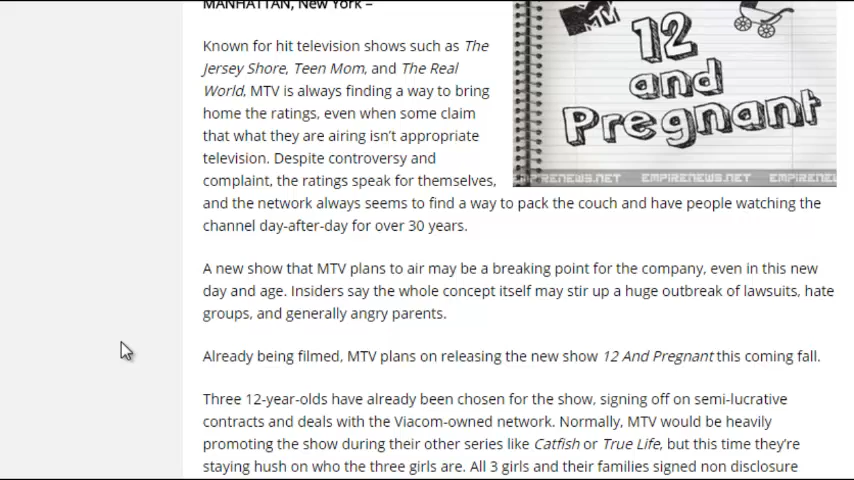 MANHATTAN, New York –
Known for hit television shows such as The
Jersey Shore, Teen Mom, and The Real
World, MTV is always finding a way to bring
home the ratings, even when some claim
that what they are airing isn't appropriate
television. Despite controversy and
complaint, the ratings speak for themselves,
and the network always seems to find a way to pack the couch and have people watching the
channel day-after-day for over 30 years.
A new show that MTV plans to air may be a breaking point for the company, even in this new
day and age. Insiders say the whole concept itself may stir up a huge outbreak of lawsuits, hate
groups, and generally angry parents.
Already being filmed, MTV plans on releasing the new show 12 And Pregnant this coming fall.
Three 12-year-olds have already been chosen for the show, signing off on semi-lucrative
contracts and deals with the Viacom-owned network. Normally, MTV would be heavily
promoting the show during their other series like Catfish or True Life, but this time they're
staying hush on who the three girls are. All 3 girls and their families signed non disclosure
MTV
12
and
Pregnant
EMPIRENEWS.NET EMPIRENEWS.NET EMPIRENEWS